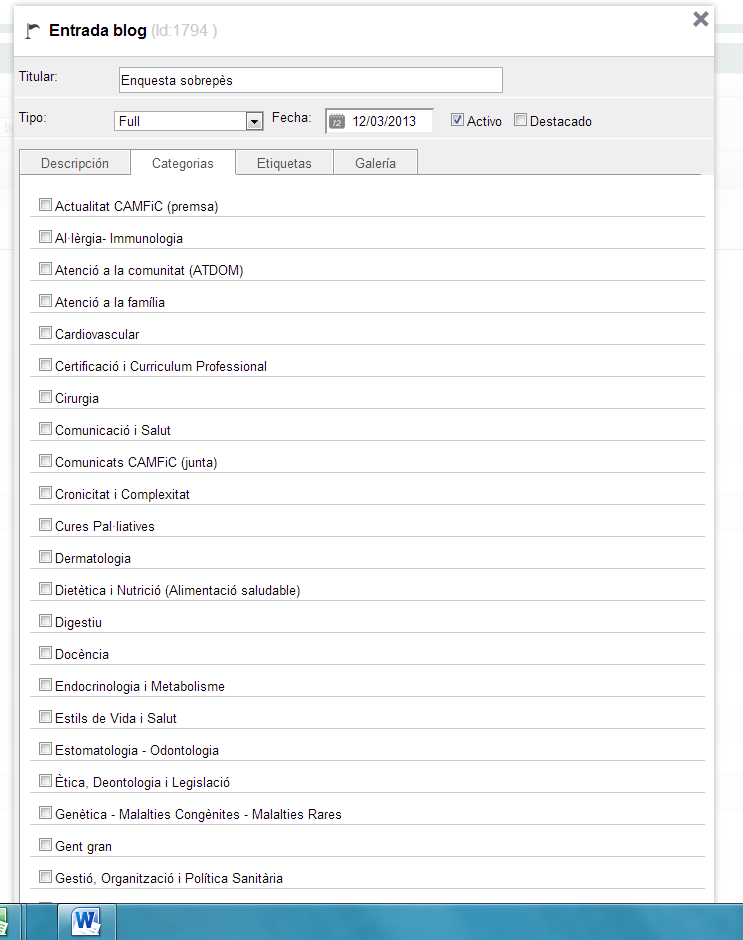 Entrada blog (Id:1794 )
Titular: Enquesta sobrepès
Tipo: Full Fecha: 12 12/03/2013 Activo Destacado
Descripción Categorias Etiquetas Galería
Actualitat CAMFiC (premsa)
Al·lèrgia- Immunologia
Atenció a la comunitat (ATDOM)
Atenció a la família
Cardiovascular
Certificació i Curriculum Professional
Cirurgia
Comunicació i Salut
Comunicats CAMFiC (junta)
Cronicitat i Complexitat
Cures Pal·liatives
Dermatologia
Dietètica i Nutrició (Alimentació saludable)
Digestiu
Docència
Endocrinologia i Metabolisme
Estils de Vida i Salut
Estomatologia - Odontologia
Ètica, Deontologia i Legislació
Genètica - Malalties Congènites - Malalties Rares
Gent gran
Gestió, Organització i Política Sanitària
W